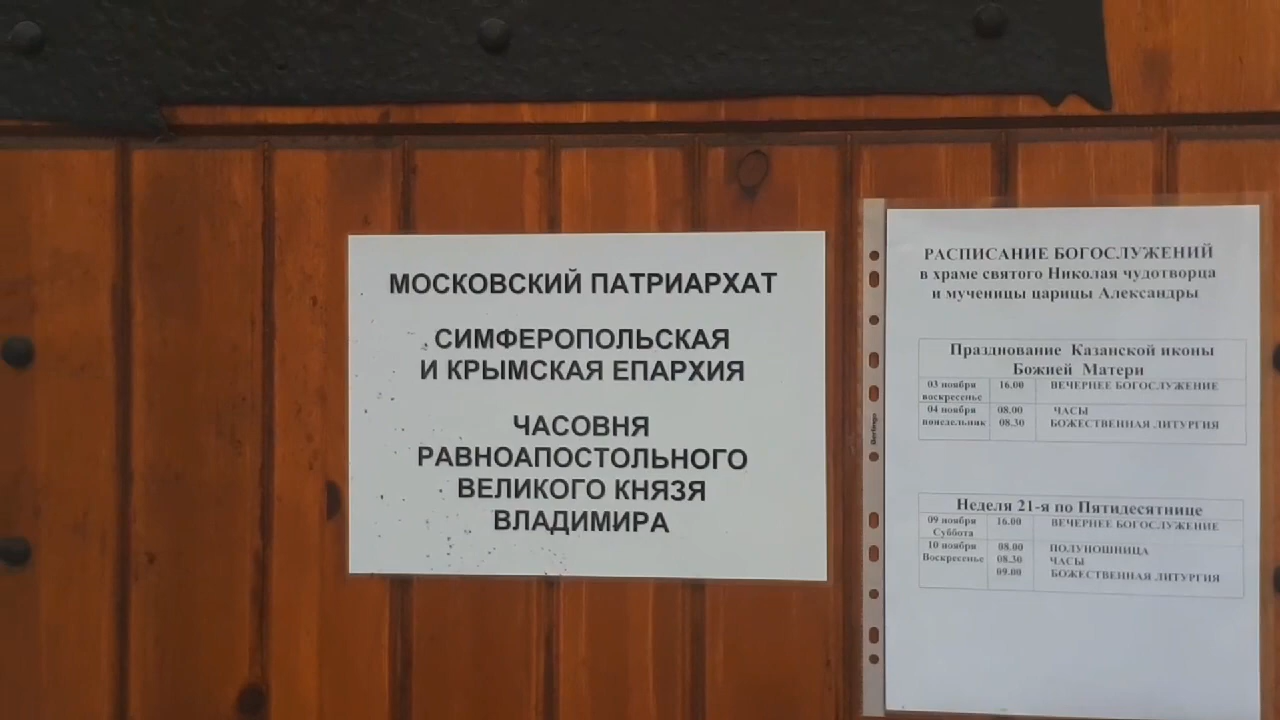 МОСКОВСКИЙ ПАТРИАРХАТ
СИМФЕРОПОЛЬСКАЯ
И КРЫМСКАЯ ЕПАРХИЯ
ЧАСОВНЯ
РАВНОАПОСТОЛЬНОГО
ВЕЛИКОГО КНЯЗЯ
ВЛАДИМИРА
РАСПИСАНИЕ БОГОСЛУЖЕНИЙ
в храме святого Николая чудотворца
и мученицы царицы Александры
Празднование Казанской иконы
Божией Матери
03 ноября 16.00 ВЕЧЕРНЕЕ БОГОСЛУЖЕНИЕ
воскресенье
04 ноября 08.00 ЧАСЫ
понедельник 08.30 БОЖЕСТВЕННАЯ ЛИТУРГИЯ
Неделя 21-я по Пятидесятнице
09 ноября 16.00 ВЕЧЕРНЕЕ БОГОСЛУЖЕНИЕ
Суббота
10 ноября 08.00 ПОЛУНОШНИЦА
Воскресенье 08.30 ЧАСЫ
09.00 БОЖЕСТВЕННАЯ ЛИТУРГИЯ
Berlingo